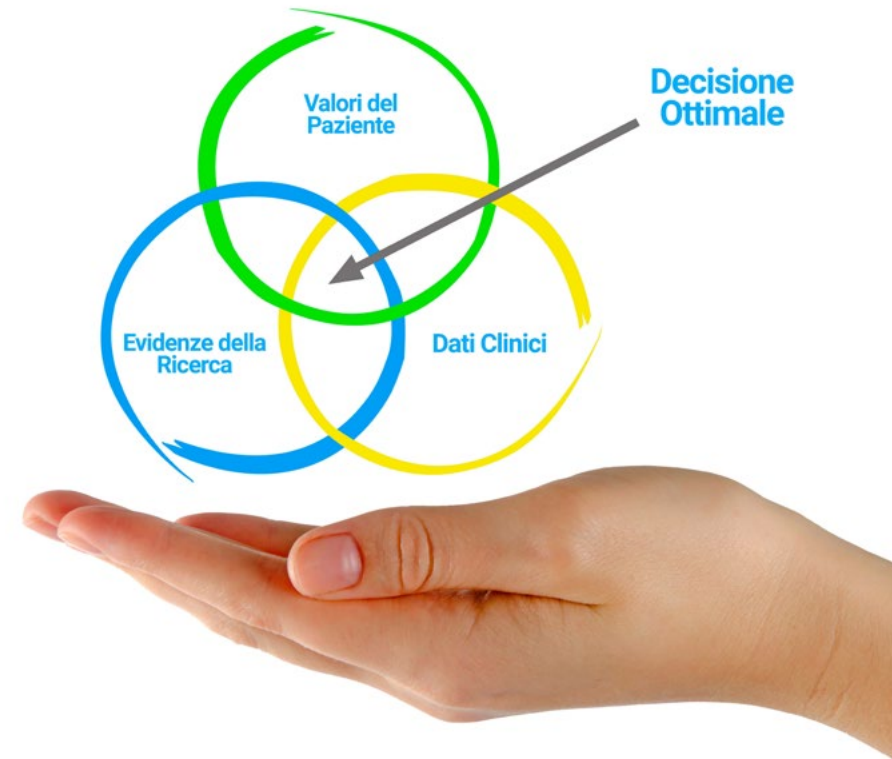 Valori del
Paziente
Decisione
Ottimale
Evidenze della
Ricerca
Dati Clinici